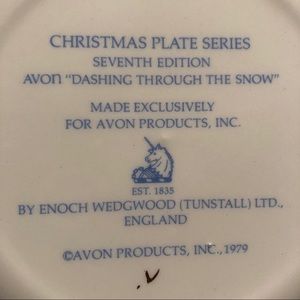 CHRISTMAS PLATE SERIES
SEVENTH EDITION
AVON "DASHING THROUGH THE SNOW"
MADE EXCLUSIVELY
FOR AVON PRODUCTS, INC.
EST. 1835
BY ENOCH WEDGWOOD (TUNSTALL) LTD.,
ENGLAND
©AVON PRODUCTS, INC., 1979